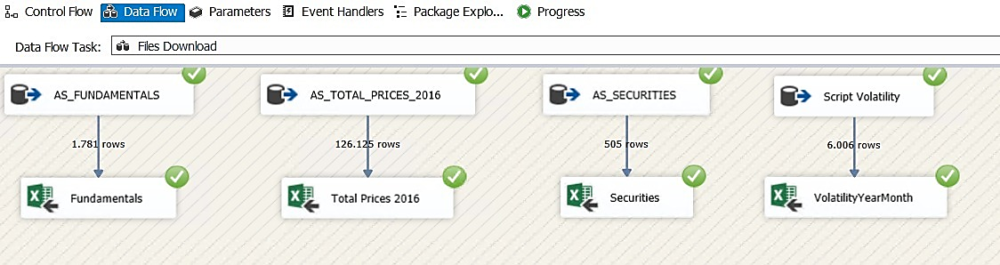 Control Flow Data Flow Parameters Event Handlers Package Explo... Progress
Data Flow Task: Files Download
AS_FUNDAMENTALS AS_TOTAL_PRICES_2016 AS_SECURITIES Script Volatility
1.781 rows 126.125 rows 505 rows 6.006 rows
Fundamentals Total Prices 2016 Securities VolatilityYearMonth